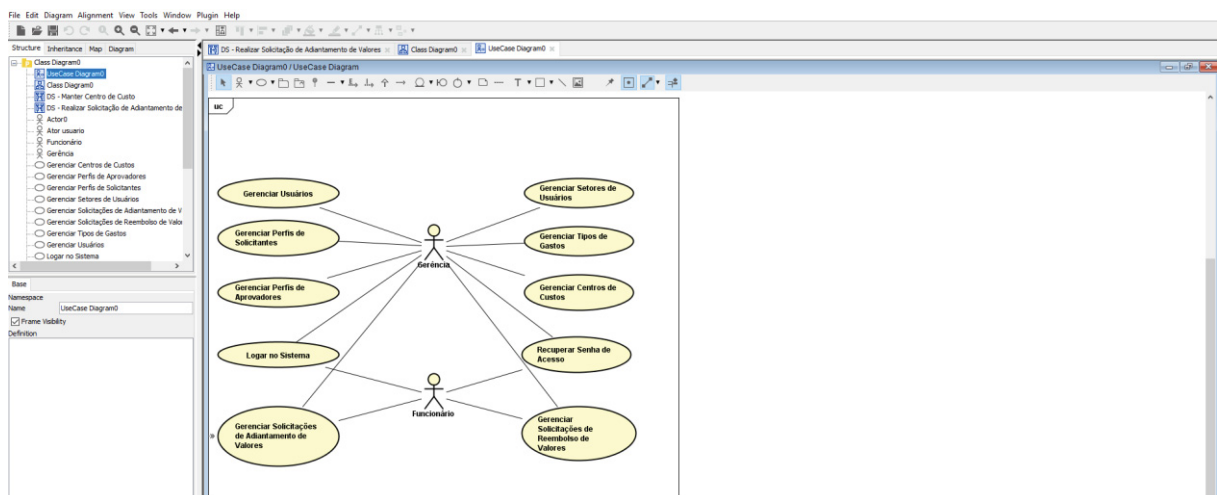 File Edit Diagram Alignment View Tools Window Plugin Help
Structure Inheritance Map Diagram
DS - Realizar Solicitação de Adiantamento de Valores
Class Diagram0
UseCase Diagram0
Class Diagram0
UseCase Diagram0
Class Diagram0
DS - Manter Centro de Custo
DS - Realizar Solicitação de Adiantamento de
Actor0
Ator usuario
Funcionário
Gerência
Gerenciar Centros de Custos
Gerenciar Perfis de Aprovadores
Gerenciar Perfis de Solicitantes
Gerenciar Setores de Usuários
Gerenciar Solicitações de Adiantamento de V
Gerenciar Solicitações de Reembolso de Valor
Gerenciar Tipos de Gastos
Gerenciar Usuários
Logar no Sistema
Base
Namespace
Name UseCase Diagram0
Frame Visibility
Definition
UseCase Diagram0 / UseCase Diagram
uc
Gerenciar Usuários
Gerenciar Setores de
Usuários
Gerenciar Perfis de
Solicitantes
Gerenciar Tipos de
Gastos
Gerência
Gerenciar Perfis de
Aprovadores
Gerenciar Centros de
Custos
Logar no Sistema
Recuperar Senha de
Acesso
Funcionário
Gerenciar Solicitações
de Adiantamento de
Valores
Gerenciar
Solicitações de
Reembolso de
Valores